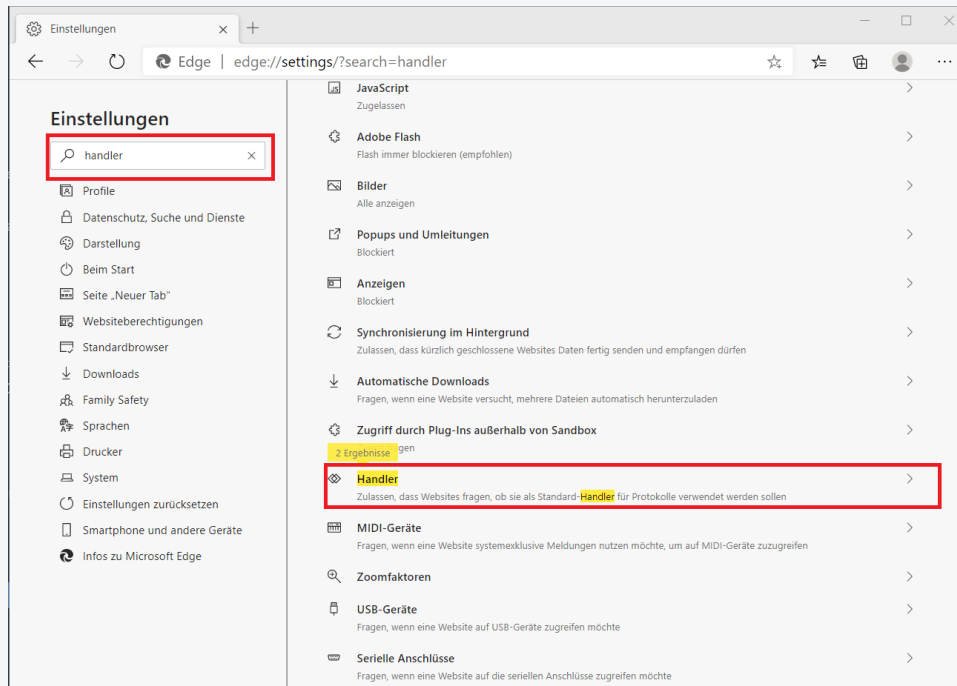 Einstellungen
Edge | edge://settings/?search=handler
Einstellungen
handler
Profile
Datenschutz, Suche und Dienste
Darstellung
Beim Start
Seite „Neuer Tab"
Websiteberechtigungen
Standardbrowser
Downloads
Family Safety
Sprachen
Drucker
System
Einstellungen zurücksetzen
Smartphone und andere Geräte
Infos zu Microsoft Edge
JavaScript
Zugelassen
Adobe Flash
Flash immer blockieren (empfohlen)
Bilder
Alle anzeigen
Popups und Umleitungen
Blockiert
Anzeigen
Blockiert
Synchronisierung im Hintergrund
Zulassen, dass kürzlich geschlossene Websites Daten fertig senden und empfangen dürfen
Automatische Downloads
Fragen, wenn eine Website versucht, mehrere Dateien automatisch herunterzuladen
Zugriff durch Plug-Ins außerhalb von Sandbox
2 Ergebnisse
Handler
Zulassen, dass Websites fragen, ob sie als Standard-Handler für Protokolle verwendet werden sollen
MIDI-Geräte
Fragen, wenn eine Website systemexklusive Meldungen nutzen möchte, um auf MIDI-Geräte zuzugreifen
Zoomfaktoren
USB-Geräte
Fragen, wenn eine Website auf USB-Geräte zugreifen möchte
Serielle Anschlüsse
Fragen, wenn eine Website auf die seriellen Anschlüsse zugreifen möchte